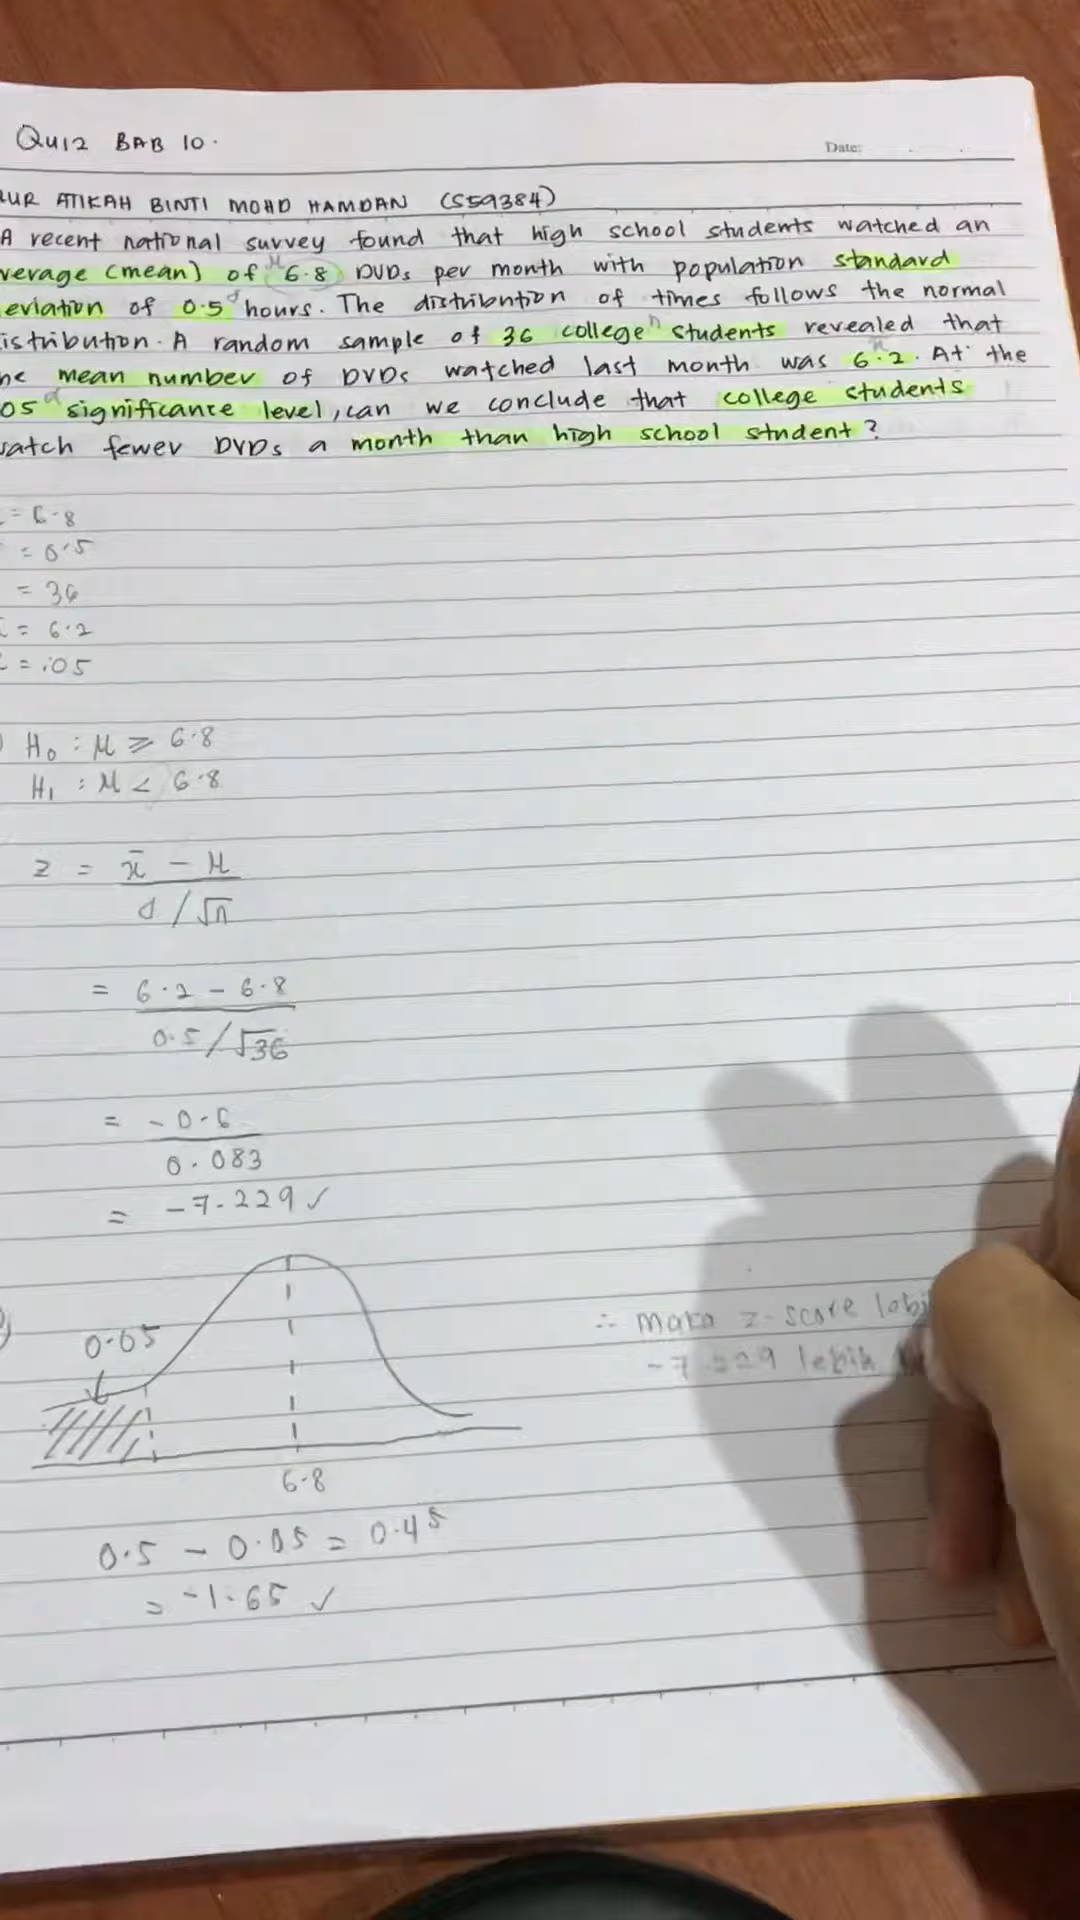 QUIZ BAB 10.
Date:
UR ATIKAH BINTI MOHD HAMDAN (S59384)
A recent national survey found that high school students watched an
verage (mean) of 6.8 DVDs per month with population standard
eviation of 0.5 hours. The distribution of times follows the normal
istribution. A random sample of 36 college students revealed that
he mean number of DVDs watched last month was 6.2. At the
05 significance level, can we conclude that college students
atch fewer DVDs a month than high school student?
= 6.8
= 0.5
= 36
= 6.2
= .05
H₀ : μ ≥ 6.8
H₁ : μ < 6.8
z = x̄ - μ
σ / √n
= 6.2 - 6.8
0.5 / √36
= -0.6
0.083
= -7.229 ✓
0.05
∴ maka z-score
-7.229 lebih
6.8
0.5 - 0.05 = 0.45
= -1.65 ✓